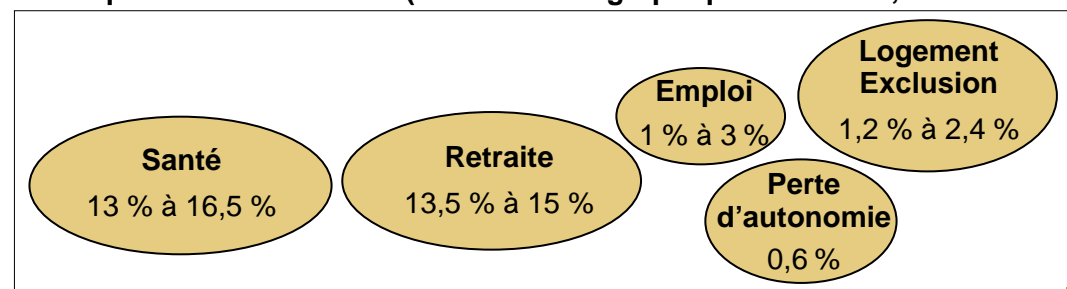 Santé
13 % à 16,5 %
Retraite
13,5 % à 15 %
Emploi
1 % à 3 %
Logement
Exclusion
1,2 % à 2,4 %
Perte
d’autonomie
0,6 %